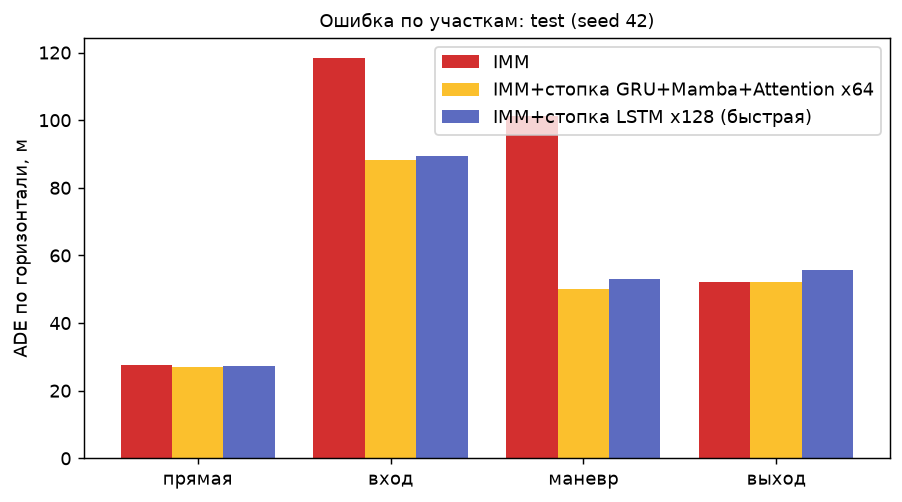 Ошибка по участкам: test (seed 42)
ADE по горизонтали, м
120
100
80
60
40
20
0
IMM
IMM+стопка GRU+Mamba+Attention x64
IMM+стопка LSTM x128 (быстрая)
прямая вход маневр выход